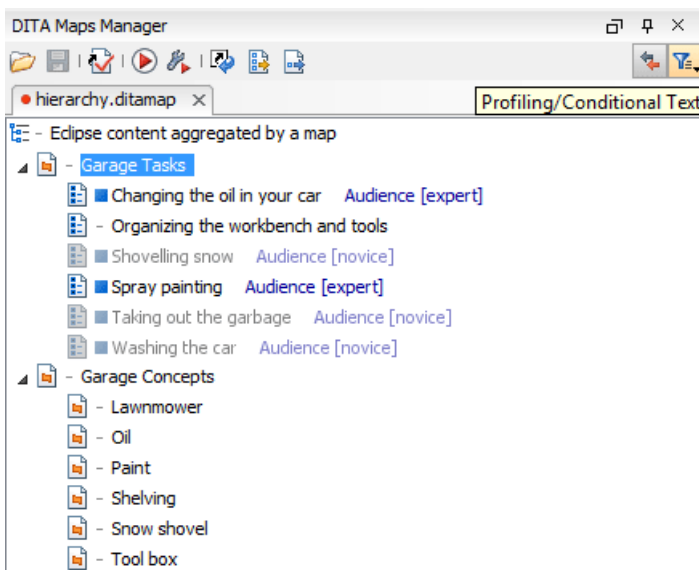 DITA Maps Manager
hierarchy.ditamap
Profiling/Conditional Text
Eclipse content aggregated by a map
Garage Tasks
Changing the oil in your car Audience [expert]
Organizing the workbench and tools
Shovelling snow Audience [novice]
Spray painting Audience [expert]
Taking out the garbage Audience [novice]
Washing the car Audience [novice]
Garage Concepts
Lawnmower
Oil
Paint
Shelving
Snow shovel
Tool box